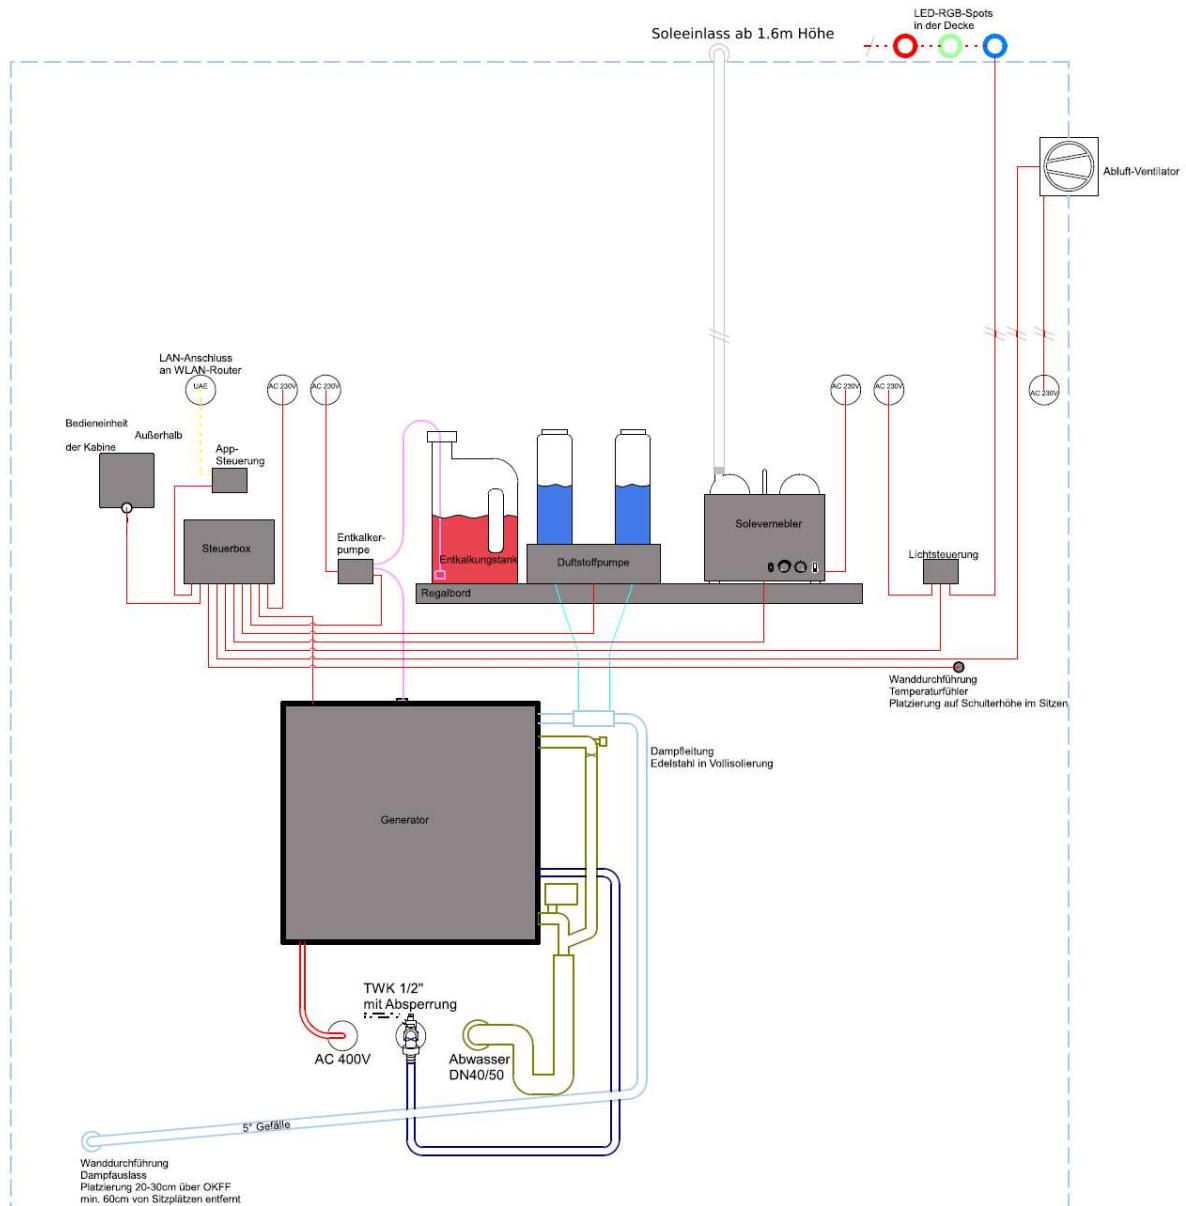 LED-RGB-Spots
in der Decke
Soleeinlass ab 1.6m Höhe
Abluft-Ventilator
LAN-Anschluss
an WLAN-Router
UAE
AC 230V
AC 230V
AC 230V
AC 230V
AC 230V
Bedieneinheit
Außerhalb
der Kabine
App-
Steuerung
Steuerbox
Entkalker-
pumpe
Entkalkungstank
Duftstoffpumpe
Solevernebler
Lichtsteuerung
Regalbord
Wanddurchführung
Temperaturfühler
Platzierung auf Schulterhöhe im Sitzen
Dampfleitung
Edelstahl in Vollisolierung
Generator
TWK 1/2"
mit Absperrung
AC 400V
Abwasser
DN40/50
5° Gefälle
Wanddurchführung
Dampfauslass
Platzierung 20-30cm über OKFF
min. 60cm von Sitzplätzen entfernt